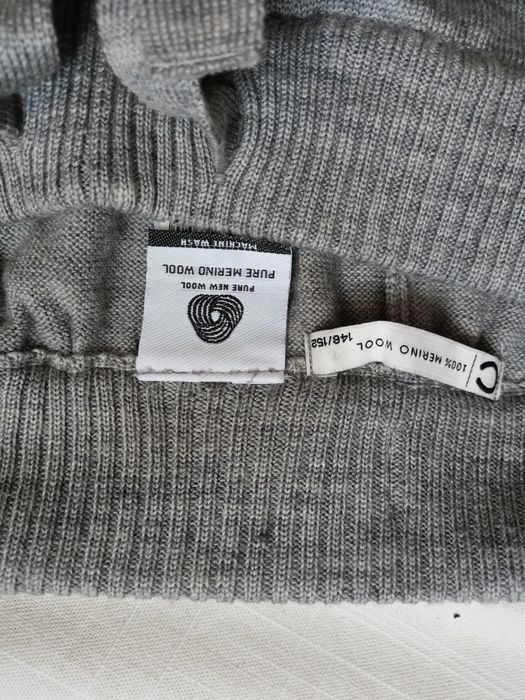 PURE NEW WOOL
PURE MERINO WOOL
MACHINE WASH
C
100% MERINO WOOL
146/152